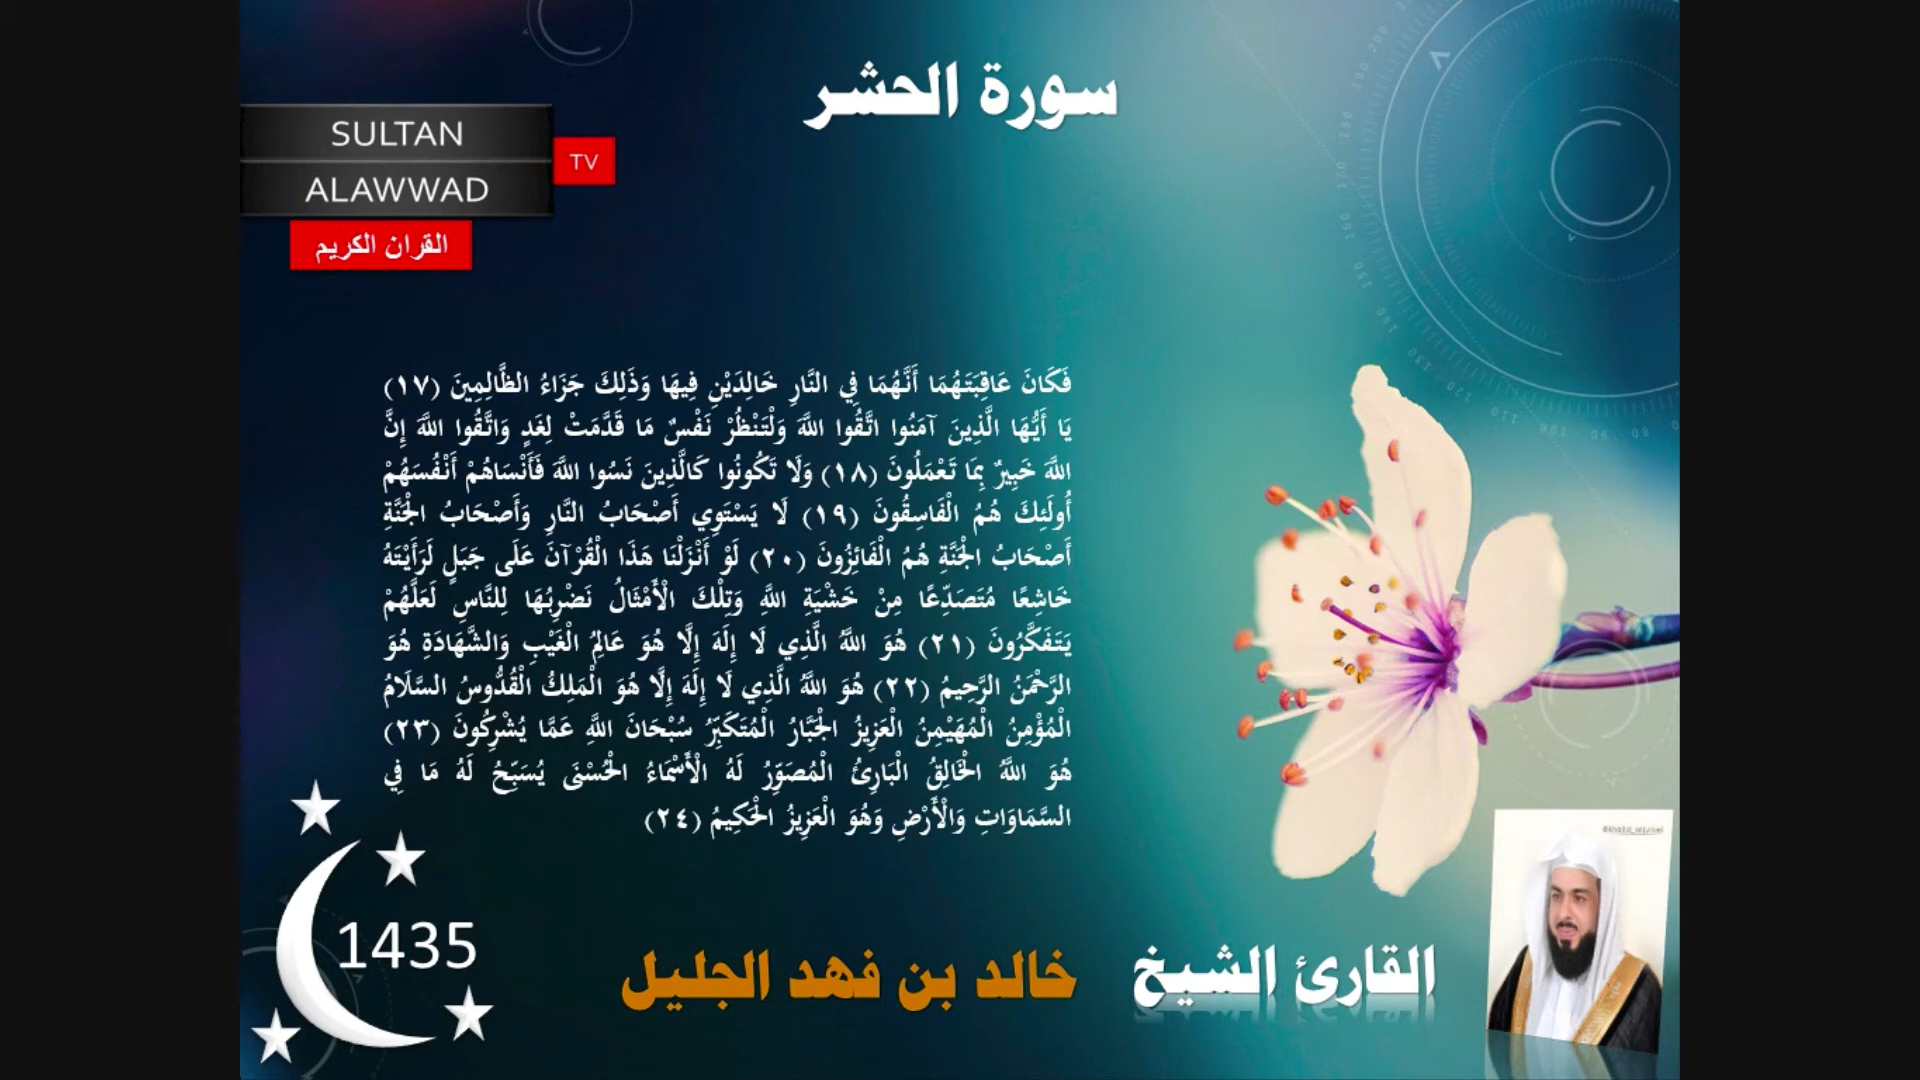 سورة الحشر
SULTAN
ALAWWAD
TV
القران الكريم
فَكَانَ عَاقِبَتَهُمَا أَنَّهُمَا فِي النَّارِ خَالِدَيْنِ فِيهَا وَذَلِكَ جَزَاءُ الظَّالِمِينَ (١٧)
يَا أَيُّهَا الَّذِينَ آمَنُوا اتَّقُوا اللَّهَ وَلْتَنْظُرْ نَفْسٌ مَا قَدَّمَتْ لِغَدٍ وَاتَّقُوا اللَّهَ إِنَّ
اللَّهَ خَبِيرٌ بِمَا تَعْمَلُونَ (١٨) وَلَا تَكُونُوا كَالَّذِينَ نَسُوا اللَّهَ فَأَنْسَاهُمْ أَنْفُسَهُمْ
أُولَئِكَ هُمُ الْفَاسِقُونَ (١٩) لَا يَسْتَوِي أَصْحَابُ النَّارِ وَأَصْحَابُ الْجَنَّةِ
أَصْحَابُ الْجَنَّةِ هُمُ الْفَائِزُونَ (٢٠) لَوْ أَنْزَلْنَا هَذَا الْقُرْآنَ عَلَى جَبَلٍ لَرَأَيْتَهُ
خَاشِعًا مُتَصَدِّعًا مِنْ خَشْيَةِ اللَّهِ وَتِلْكَ الْأَمْثَالُ نَضْرِبُهَا لِلنَّاسِ لَعَلَّهُمْ
يَتَفَكَّرُونَ (٢١) هُوَ اللَّهُ الَّذِي لَا إِلَهَ إِلَّا هُوَ عَالِمُ الْغَيْبِ وَالشَّهَادَةِ هُوَ
الرَّحْمَنُ الرَّحِيمُ (٢٢) هُوَ اللَّهُ الَّذِي لَا إِلَهَ إِلَّا هُوَ الْمَلِكُ الْقُدُّوسُ السَّلَامُ
الْمُؤْمِنُ الْمُهَيْمِنُ الْعَزِيزُ الْجَبَّارُ الْمُتَكَبِّرُ سُبْحَانَ اللَّهِ عَمَّا يُشْرِكُونَ (٢٣)
هُوَ اللَّهُ الْخَالِقُ الْبَارِئُ الْمُصَوِّرُ لَهُ الْأَسْمَاءُ الْحُسْنَى يُسَبِّحُ لَهُ مَا فِي
السَّمَاوَاتِ وَالْأَرْضِ وَهُوَ الْعَزِيزُ الْحَكِيمُ (٢٤)
1435
القارئ الشيخ خالد بن فهد الجليل